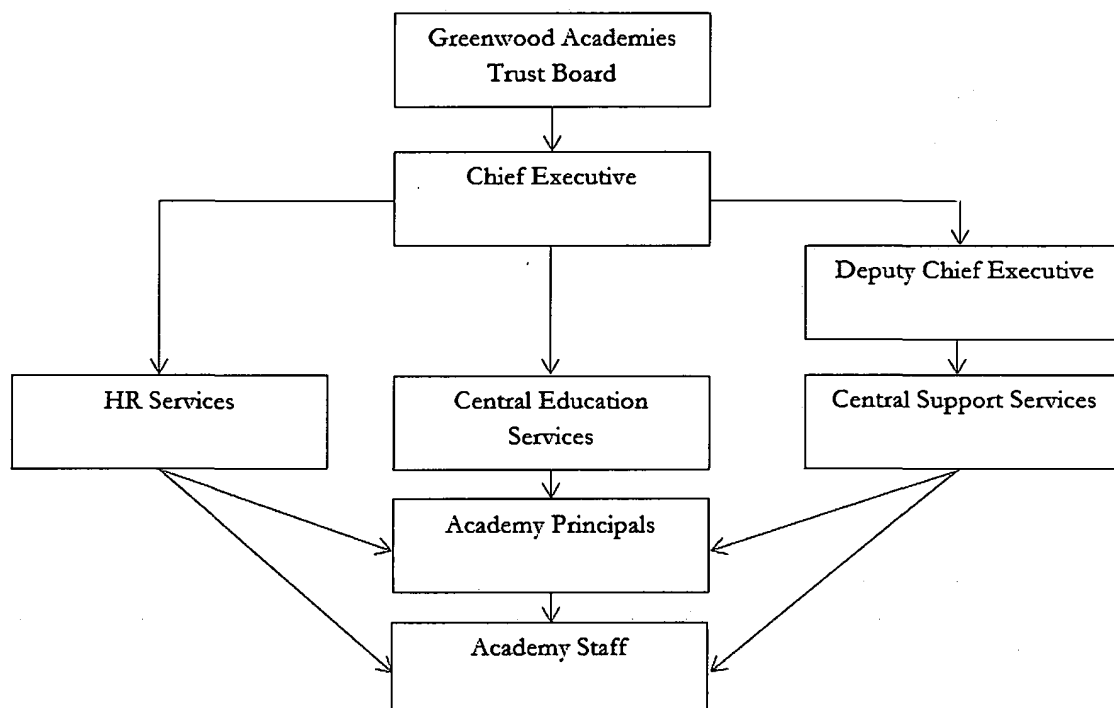 Greenwood Academies
Trust Board
Chief Executive
Deputy Chief Executive
HR Services
Central Education
Services
Central Support Services
Academy Principals
Academy Staff